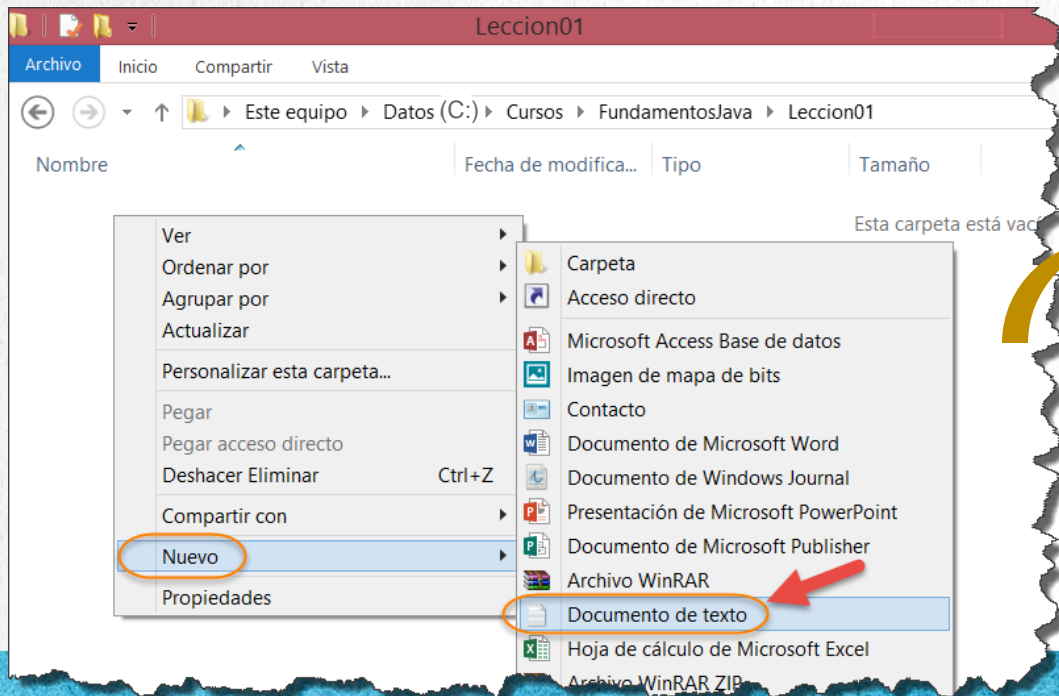 Leccion01
Archivo Inicio Compartir Vista
Este equipo Datos (C:) Cursos FundamentosJava Leccion01
Nombre Fecha de modifica... Tipo Tamaño
Esta carpeta está vac
Ver
Ordenar por
Agrupar por
Actualizar
Personalizar esta carpeta...
Pegar
Pegar acceso directo
Deshacer Eliminar Ctrl+Z
Compartir con
Nuevo
Propiedades
Carpeta
Acceso directo
Microsoft Access Base de datos
Imagen de mapa de bits
Contacto
Documento de Microsoft Word
Documento de Windows Journal
Presentación de Microsoft PowerPoint
Documento de Microsoft Publisher
Archivo WinRAR
Documento de texto
Hoja de cálculo de Microsoft Excel
Archivo WinRAR ZIP